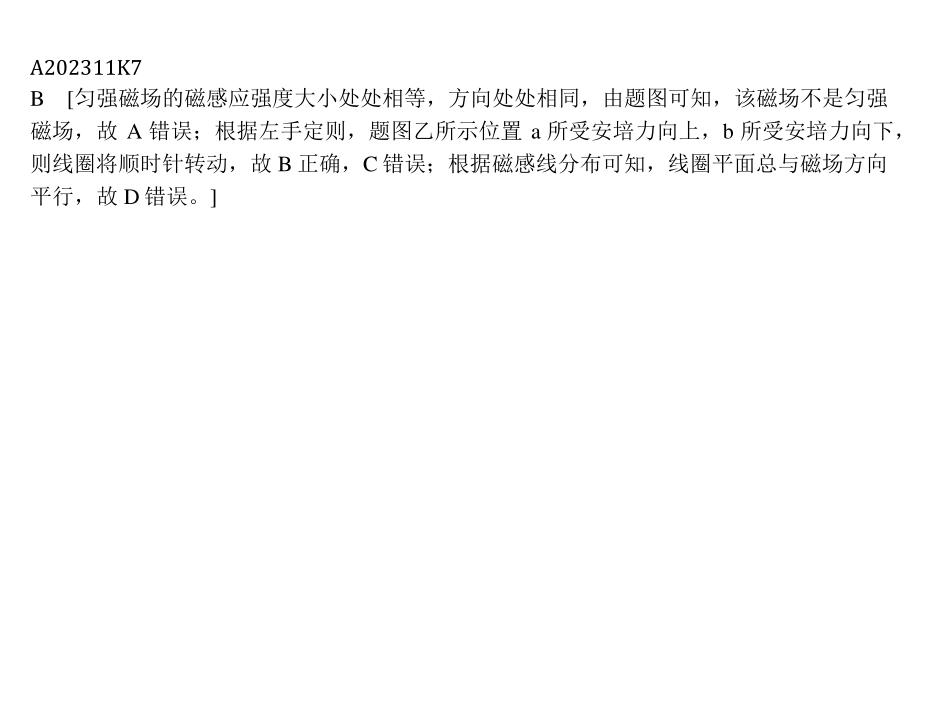 A202311K7
B [匀强磁场的磁感应强度大小处处相等，方向处处相同，由题图可知，该磁场不是匀强
磁场，故 A 错误；根据左手定则，题图乙所示位置 a 所受安培力向上，b 所受安培力向下，
则线圈将顺时针转动，故 B 正确，C 错误；根据磁感线分布可知，线圈平面总与磁场方向
平行，故 D 错误。]